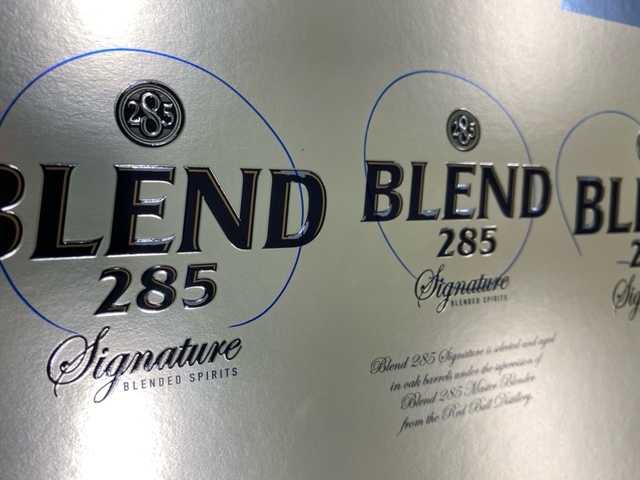 285
BLEND
285
Signature
BLENDED SPIRITS
285
BLEND
285
Signature
BLENDED SPIRITS
Blend 285 Signature is selected and aged
in oak barrels under the supervision of
Blend 285 Master Blender
from the Red Bull Distillery.